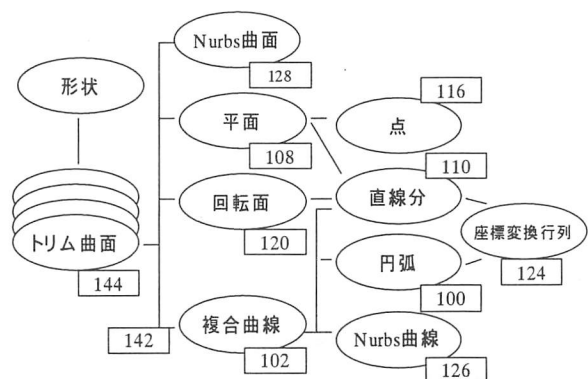 Nurbs曲面
128
形状
116
平面
点
108
110
回転面
直線分
120
トリム曲面
座標変換行列
144
124
円弧
100
142
複合曲線
Nurbs曲線
102
126